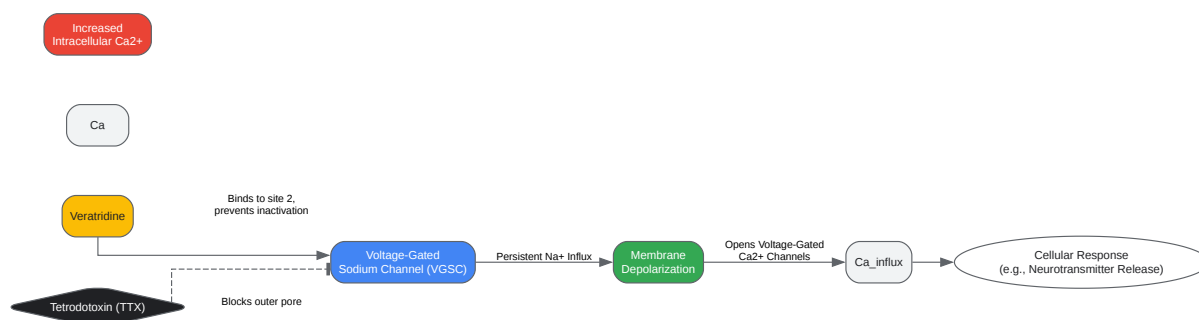 Increased
Intracellular Ca2+
Ca
Veratridine
Binds to site 2,
prevents inactivation
Voltage-Gated
Sodium Channel (VGSC)
Persistent Na+ Influx
Membrane
Depolarization
Opens Voltage-Gated
Ca2+ Channels
Ca_influx
Cellular Response
(e.g., Neurotransmitter Release)
Tetrodotoxin (TTX)
Blocks outer pore